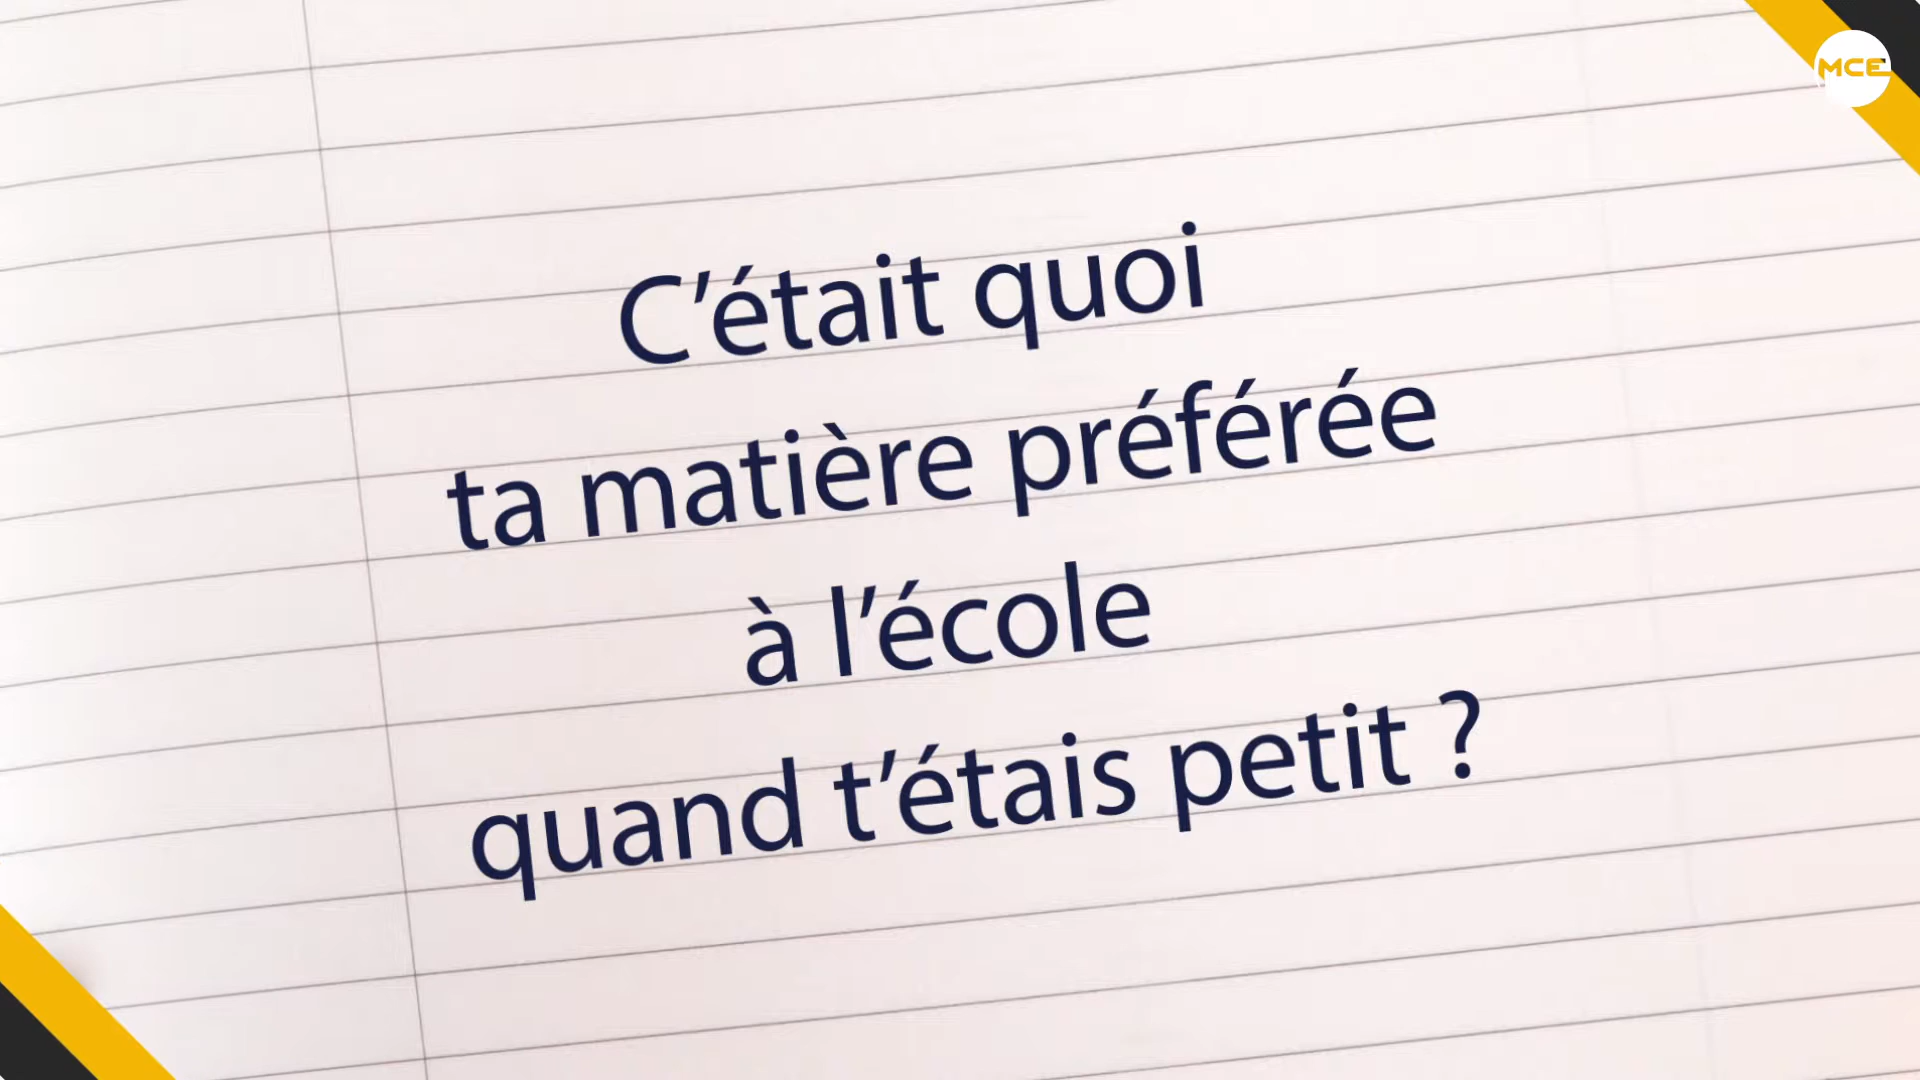 MCE
C’était quoi
ta matière préférée
à l’école
quand t’étais petit ?